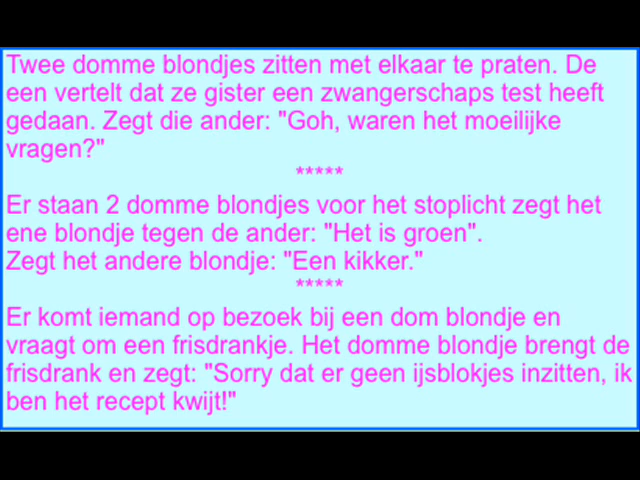 Twee domme blondjes zitten met elkaar te praten. De
een vertelt dat ze gister een zwangerschaps test heeft
gedaan. Zegt die ander: "Goh, waren het moeilijke
vragen?"
*****
Er staan 2 domme blondjes voor het stoplicht zegt het
ene blondje tegen de ander: "Het is groen".
Zegt het andere blondje: "Een kikker."
*****
Er komt iemand op bezoek bij een dom blondje en
vraagt om een frisdrankje. Het domme blondje brengt de
frisdrank en zegt: "Sorry dat er geen ijsblokjes inzitten, ik
ben het recept kwijt!"